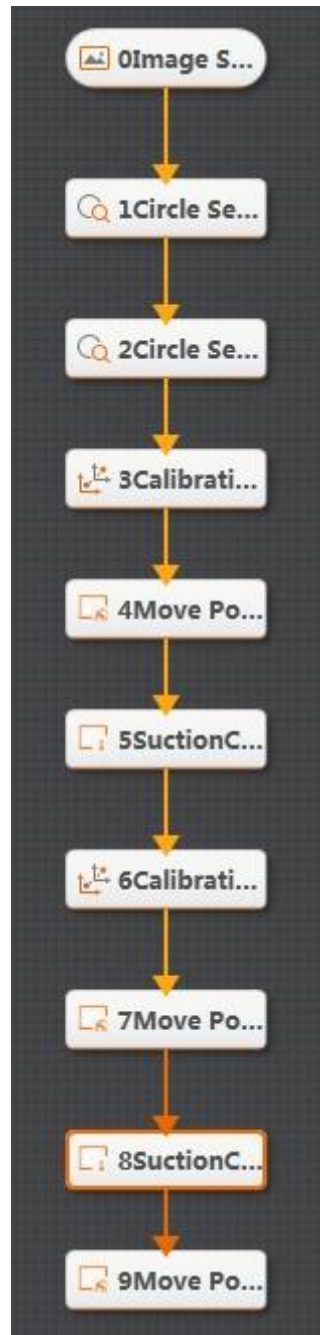 0Image S...
1Circle Se...
2Circle Se...
3Calibrati...
4Move Po...
5SuctionC...
6Calibrati...
7Move Po...
8SuctionC...
9Move Po...